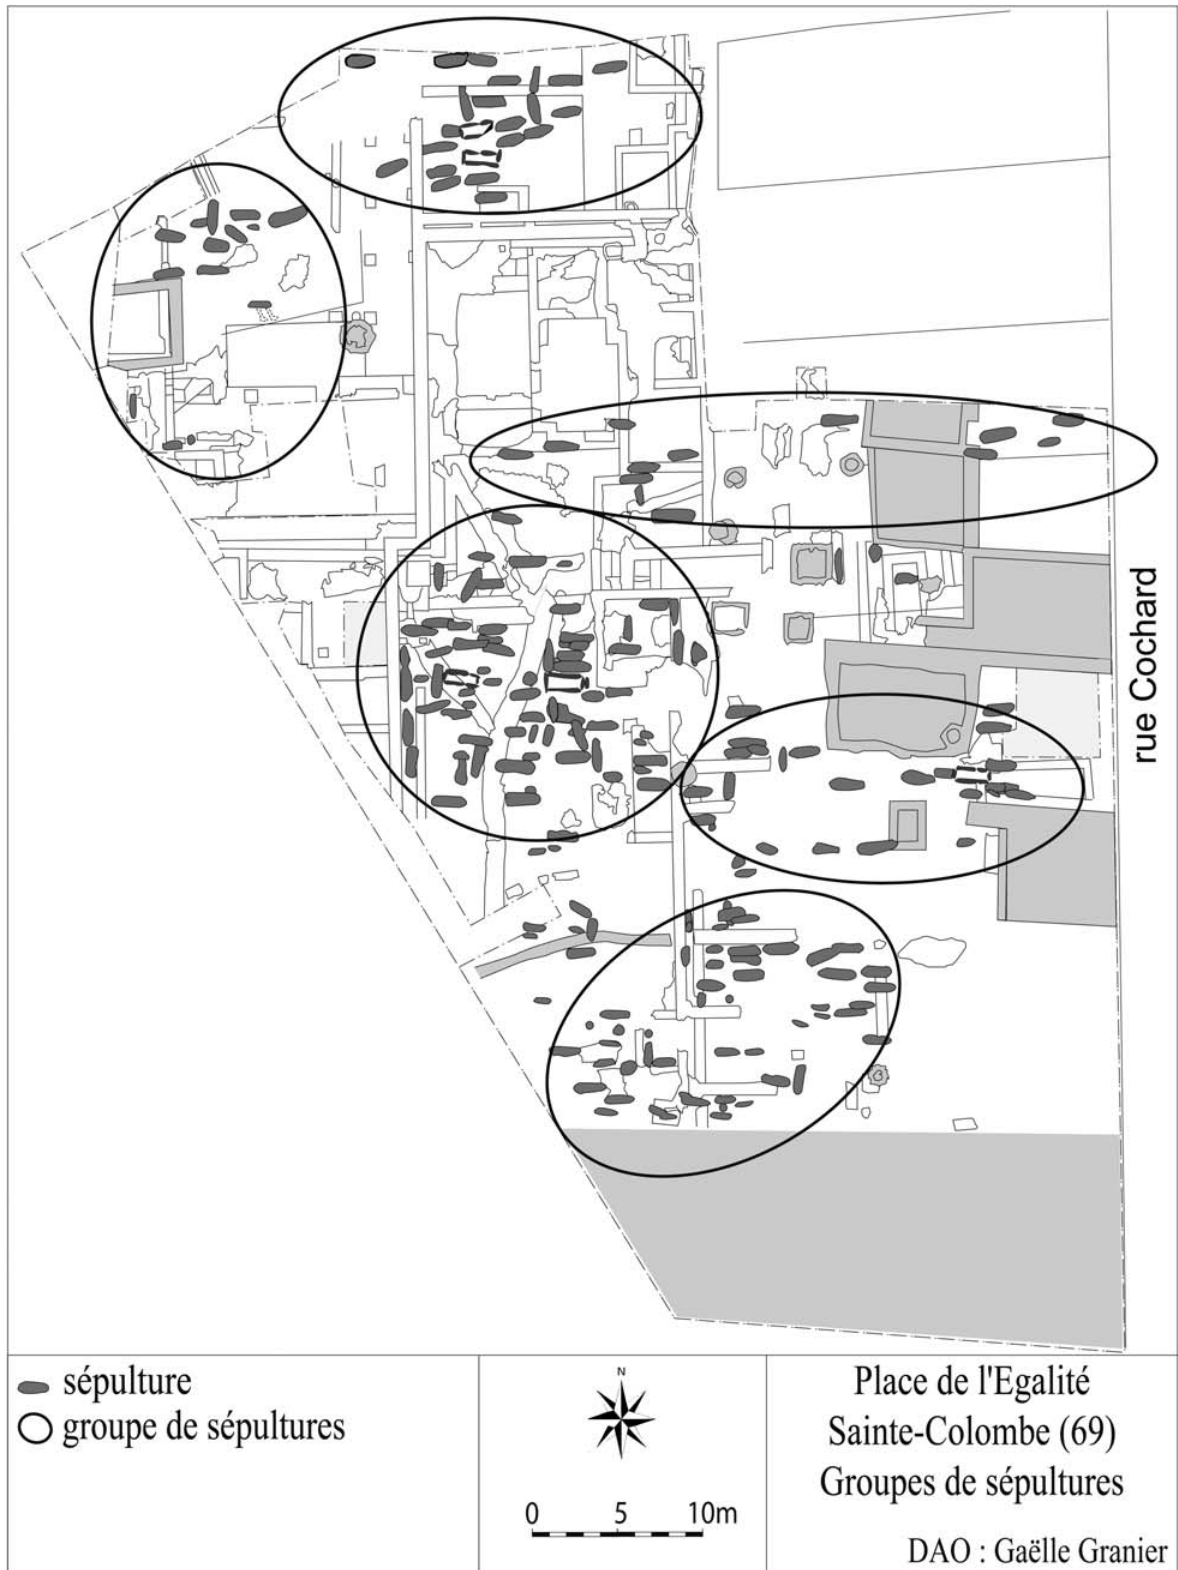 rue Cochard
sépulture
groupe de sépultures
N
0 5 10m
Place de l'Egalité
Sainte-Colombe (69)
Groupes de sépultures
DAO : Gaëlle Granier